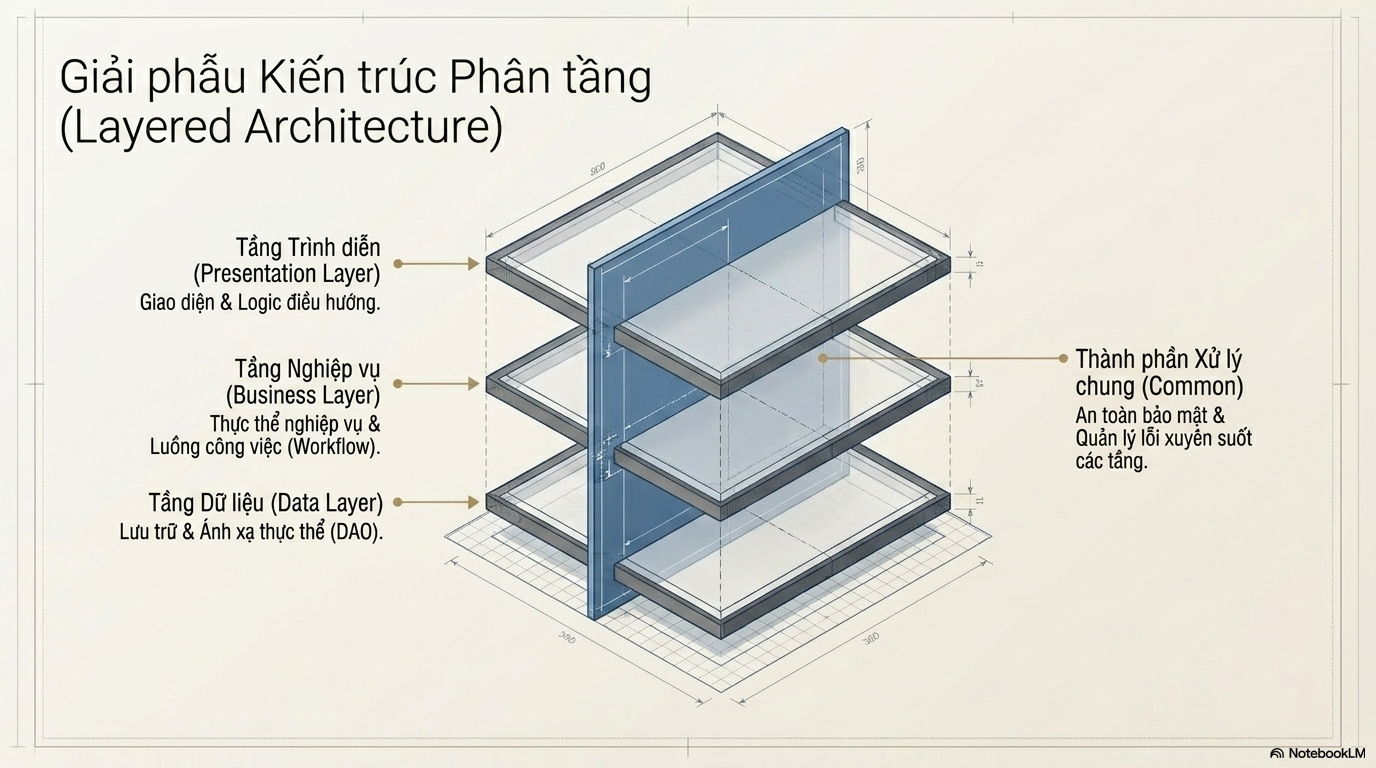 Giải phẫu Kiến trúc Phân tầng
(Layered Architecture)
Tầng Trình diễn
(Presentation Layer)
Giao diện & Logic điều hướng.
Tầng Nghiệp vụ
(Business Layer)
Thực thể nghiệp vụ &
Luồng công việc (Workflow).
Tầng Dữ liệu (Data Layer)
Lưu trữ & Ánh xạ thực thể (DAO).
Thành phần Xử lý
chung (Common)
An toàn bảo mật &
Quản lý lỗi xuyên suốt
các tầng.
NotebookLM